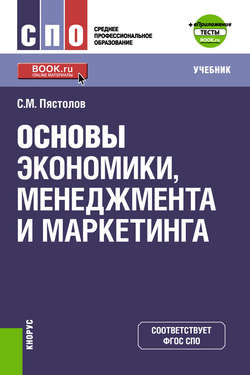 СПО
СРЕДНЕЕ
ПРОФЕССИОНАЛЬНОЕ
ОБРАЗОВАНИЕ
+ еПриложение
ТЕСТЫ
BOOK.ru
BOOK.ru
ONLINE МАТЕРИАЛЫ
УЧЕБНИК
С.М. Пястолов
ОСНОВЫ
ЭКОНОМИКИ,
МЕНЕДЖМЕНТА
И МАРКЕТИНГА
КНОРУС
СООТВЕТСТВУЕТ
ФГОС СПО